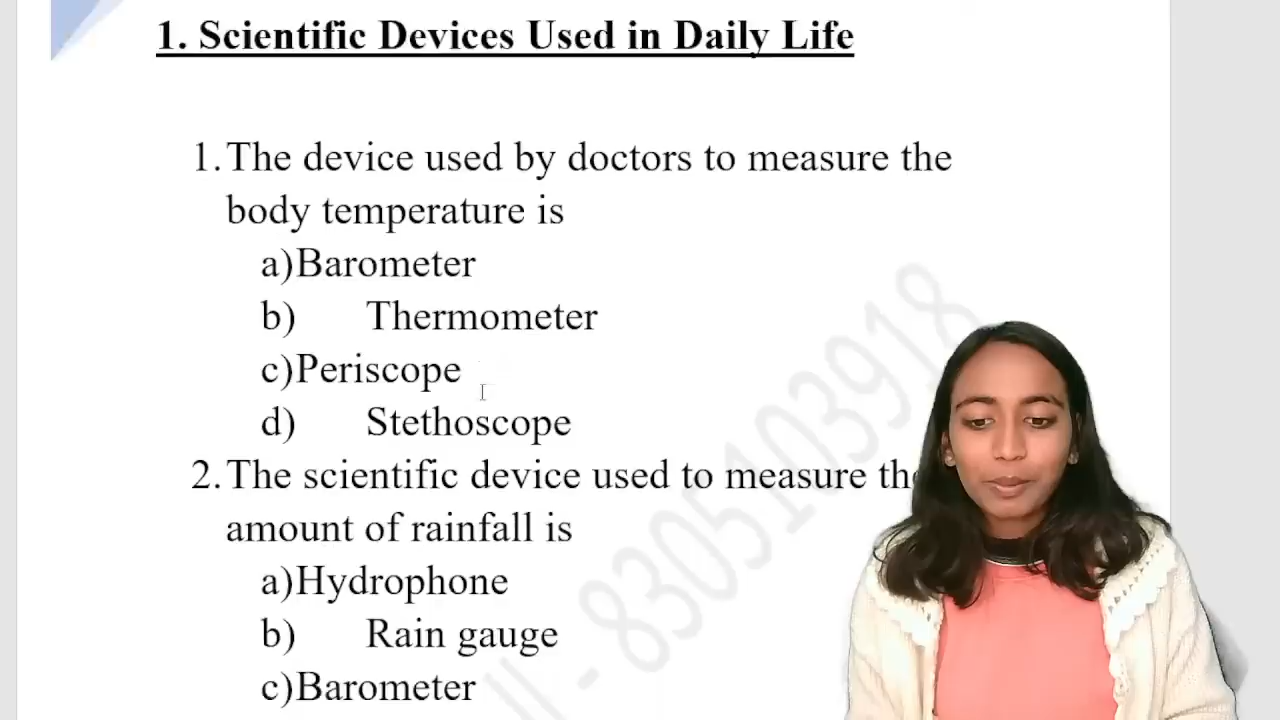 1. Scientific Devices Used in Daily Life
1. The device used by doctors to measure the
body temperature is
a)Barometer
b) Thermometer
c)Periscope
d) Stethoscope
2. The scientific device used to measure the
amount of rainfall is
a)Hydrophone
b) Rain gauge
c)Barometer
8305103918